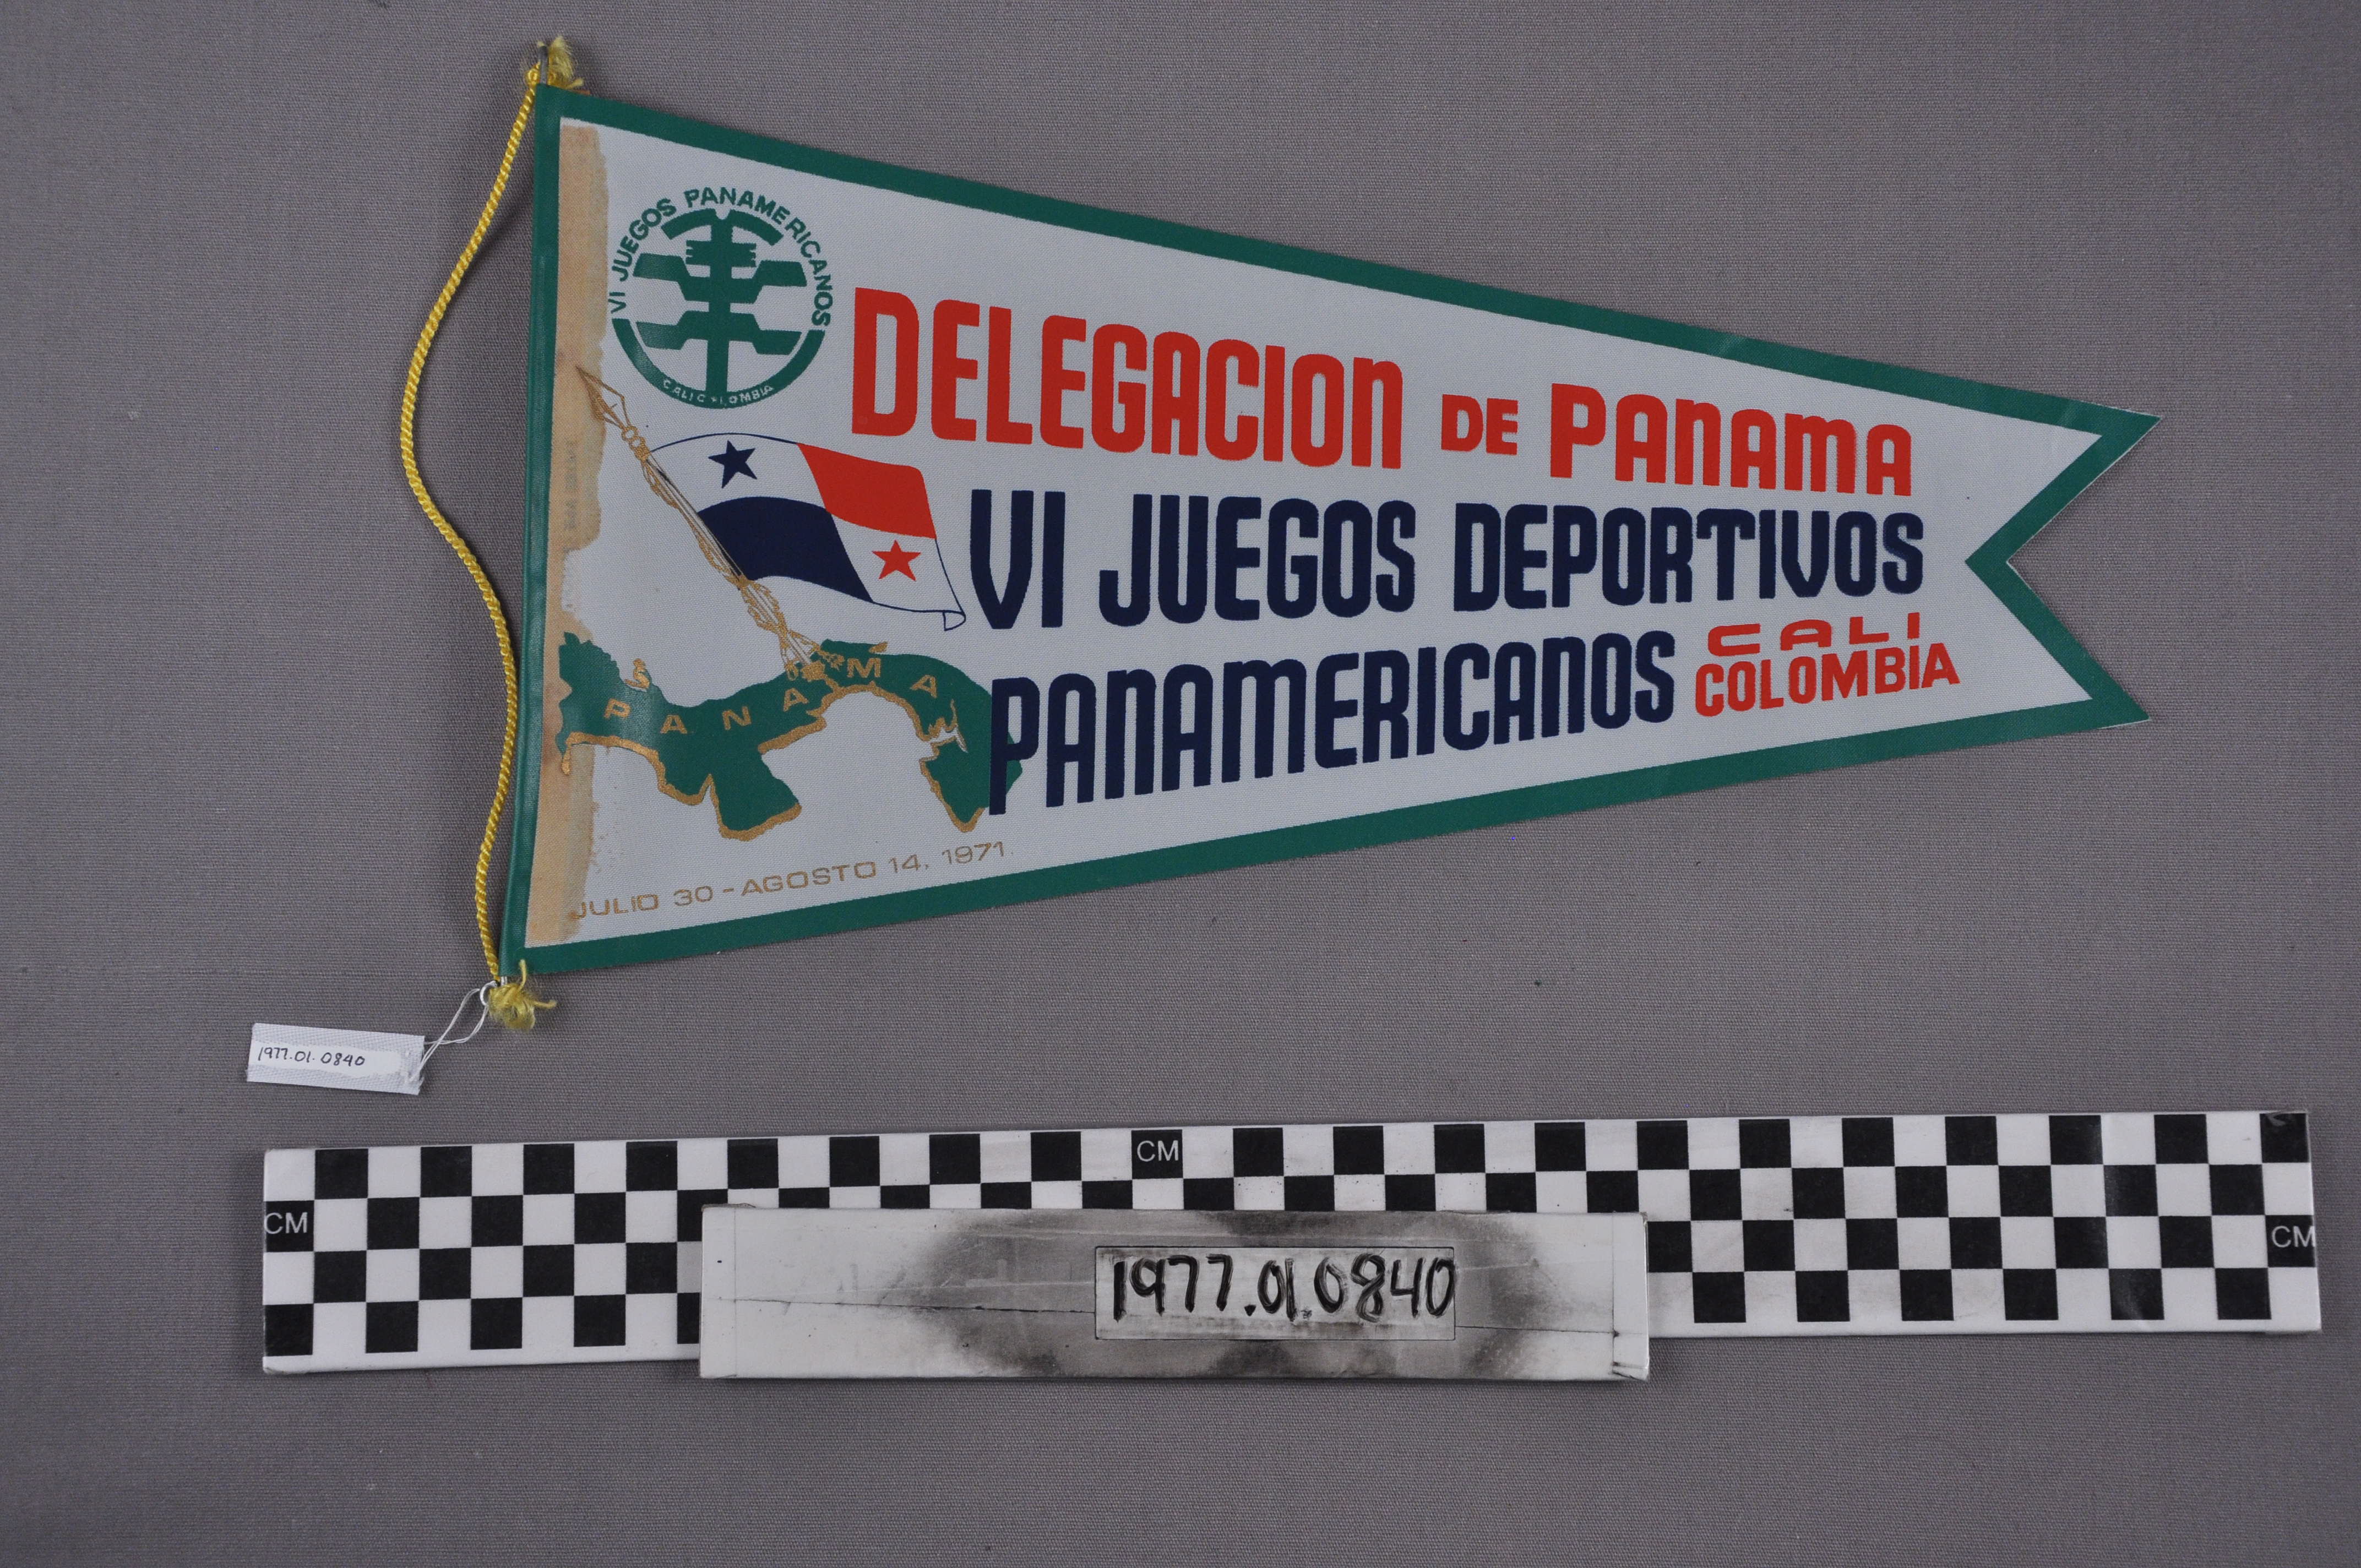 VI JUEGOS PANAMERICANOS
CALI COLOMBIA
DELEGACION DE PANAMA
VI JUEGOS DEPORTIVOS
PANAMERICANOS CALI
COLOMBIA
PANAMA
JULIO 30 - AGOSTO 14, 1971.
1977.01.0840
CM
CM
CM
1977.01.0840